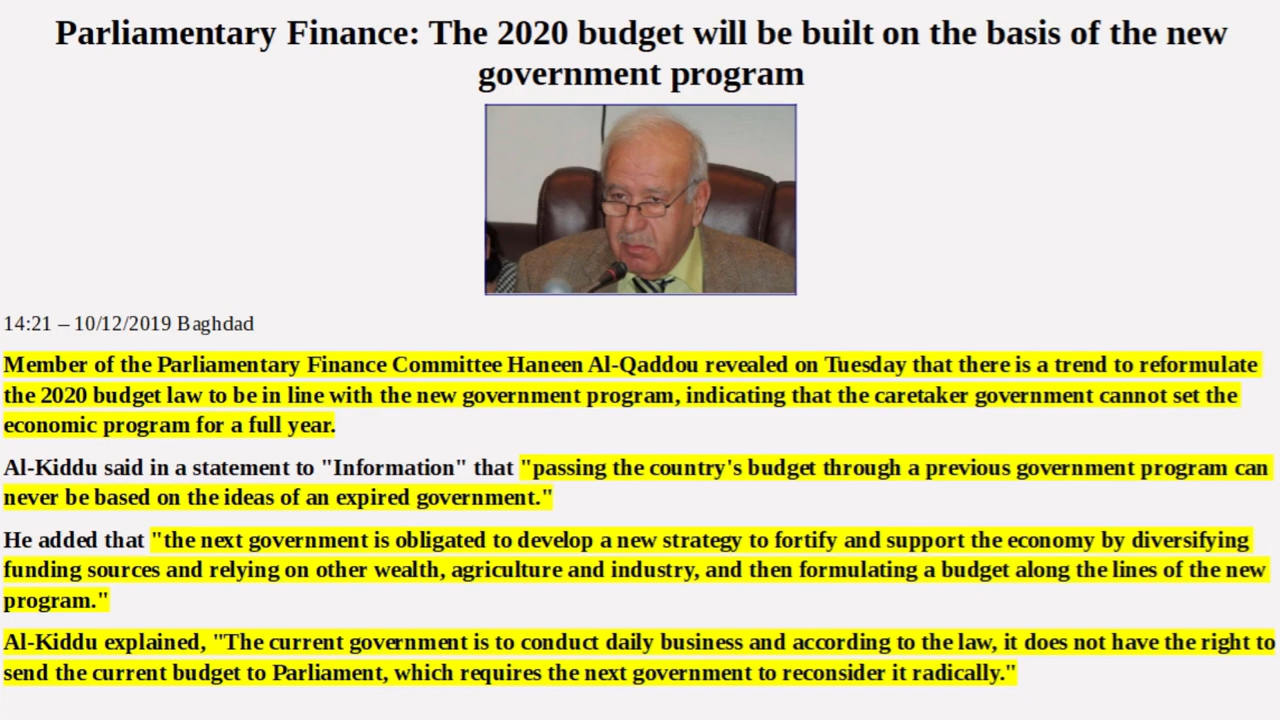 Parliamentary Finance: The 2020 budget will be built on the basis of the new
government program
14:21 – 10/12/2019 Baghdad
Member of the Parliamentary Finance Committee Haneen Al-Qaddou revealed on Tuesday that there is a trend to reformulate
the 2020 budget law to be in line with the new government program, indicating that the caretaker government cannot set the
economic program for a full year.
Al-Kiddu said in a statement to "Information" that "passing the country's budget through a previous government program can
never be based on the ideas of an expired government."
He added that "the next government is obligated to develop a new strategy to fortify and support the economy by diversifying
funding sources and relying on other wealth, agriculture and industry, and then formulating a budget along the lines of the new
program."
Al-Kiddu explained, "The current government is to conduct daily business and according to the law, it does not have the right to
send the current budget to Parliament, which requires the next government to reconsider it radically."